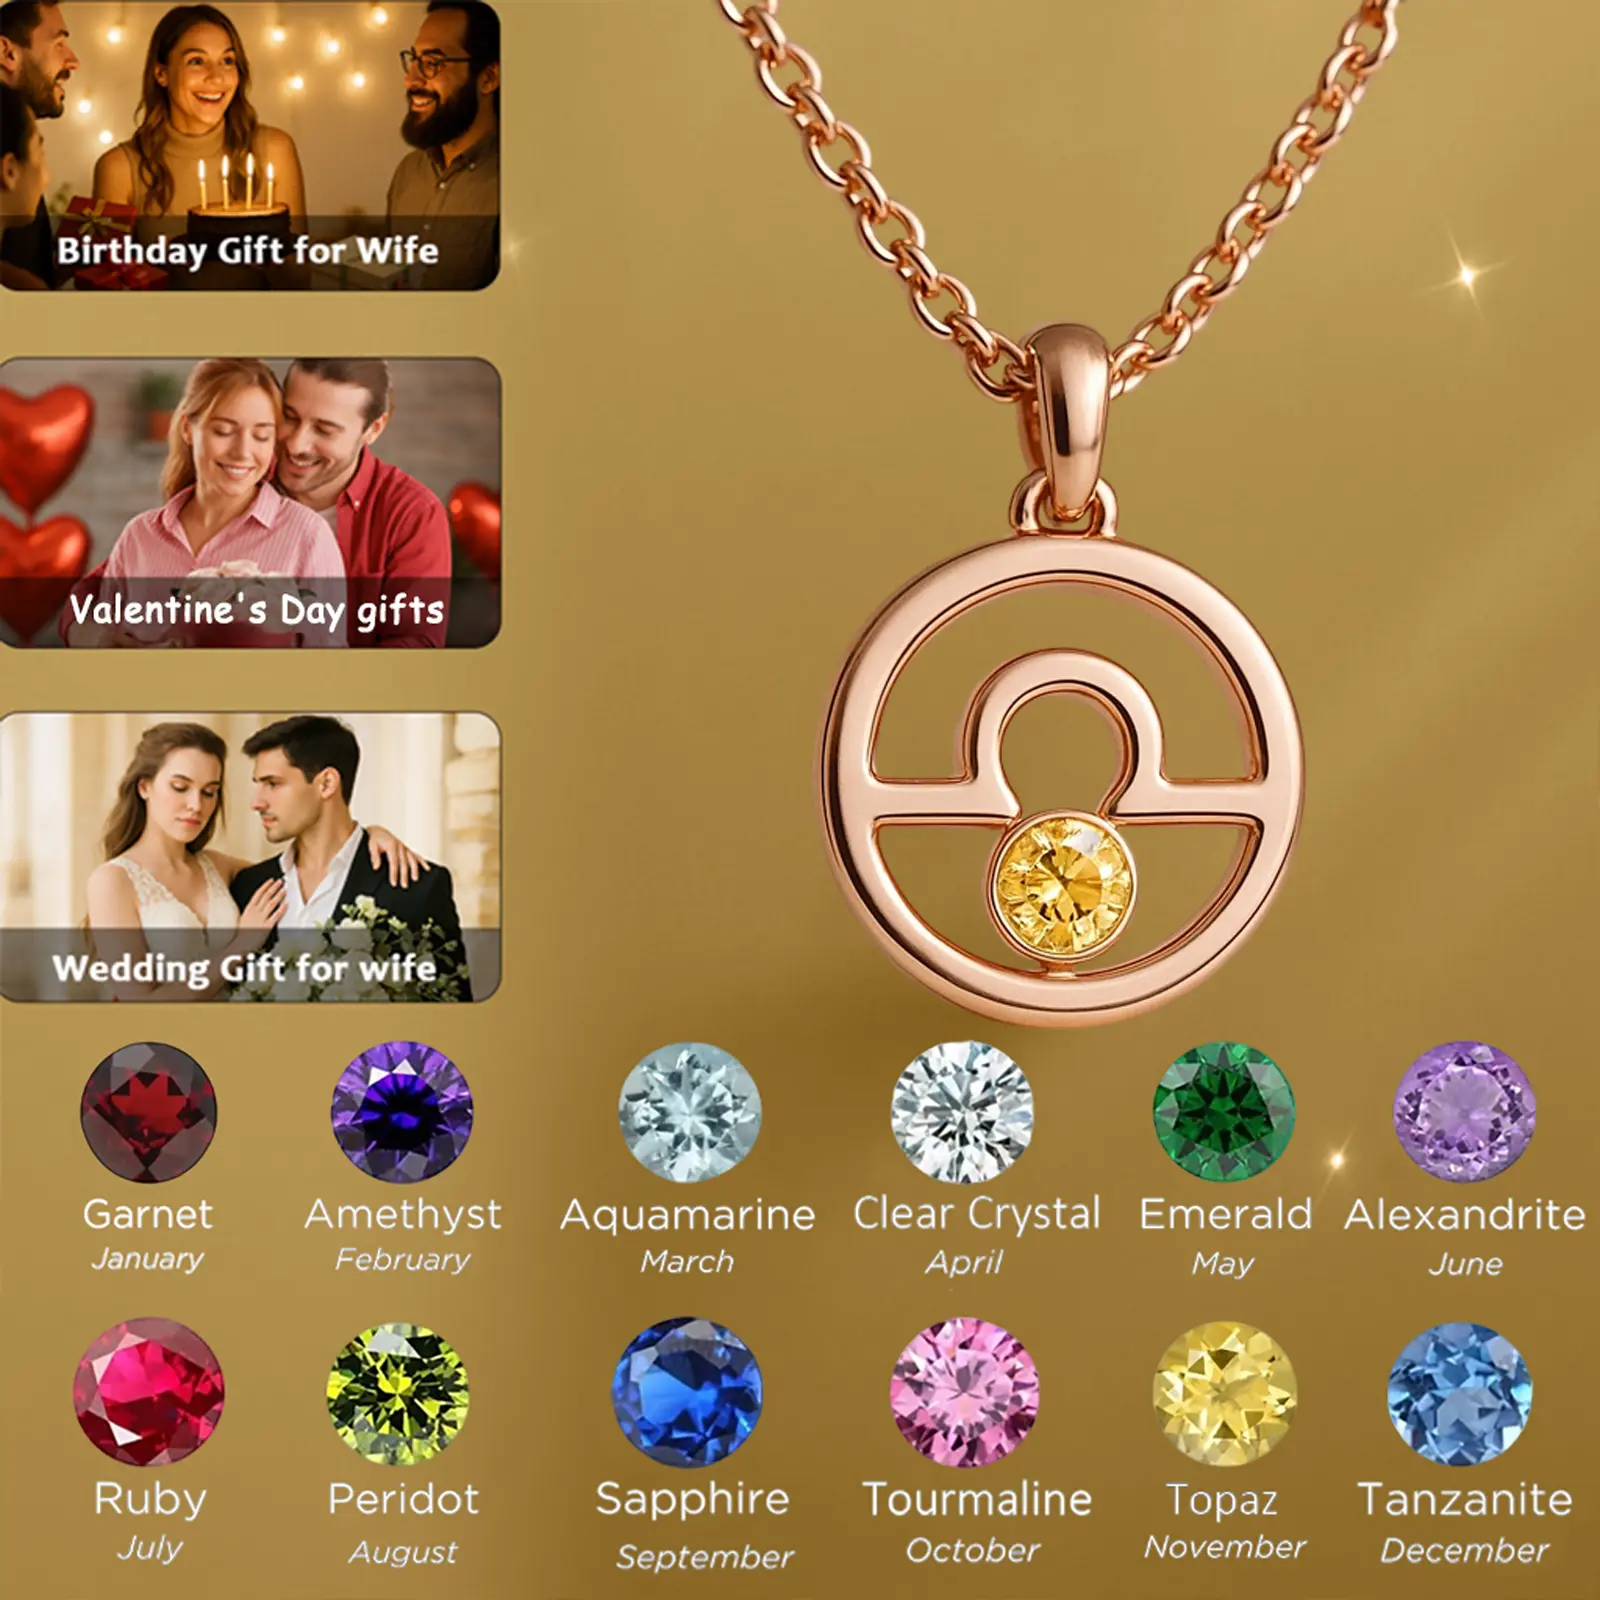 Birthday Gift for Wife
Valentine's Day gifts
Wedding Gift for wife
Garnet
January
Amethyst
February
Aquamarine
March
Clear Crystal
April
Emerald
May
Alexandrite
June
Ruby
July
Peridot
August
Sapphire
September
Tourmaline
October
Topaz
November
Tanzanite
December